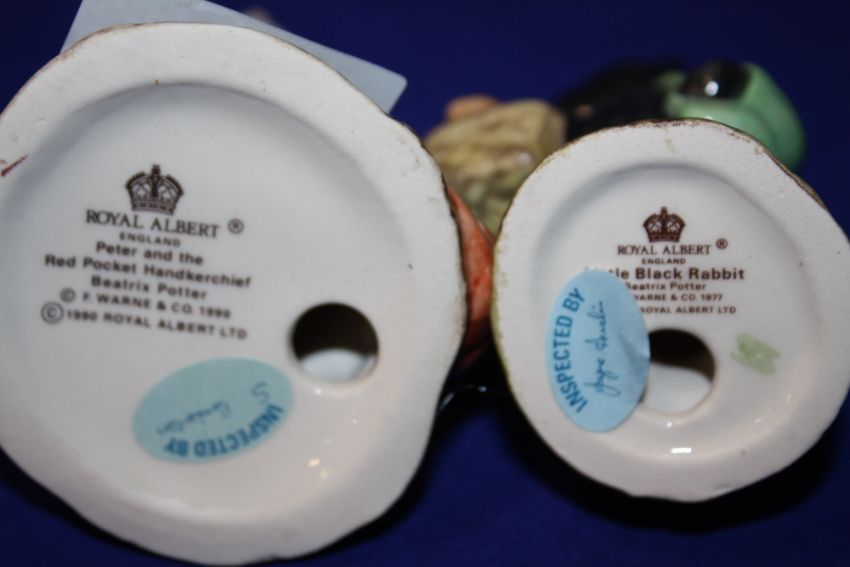 ROYAL ALBERT ®
ENGLAND
Peter and the
Red Pocket Handkerchief
Beatrix Potter
© F. WARNE & CO. 1990
© 1990 ROYAL ALBERT LTD
INSPECTED BY
ROYAL ALBERT ®
ENGLAND
Black Rabbit
Beatrix Potter
WARNE & CO. 1977
ROYAL ALBERT LTD
INSPECTED BY